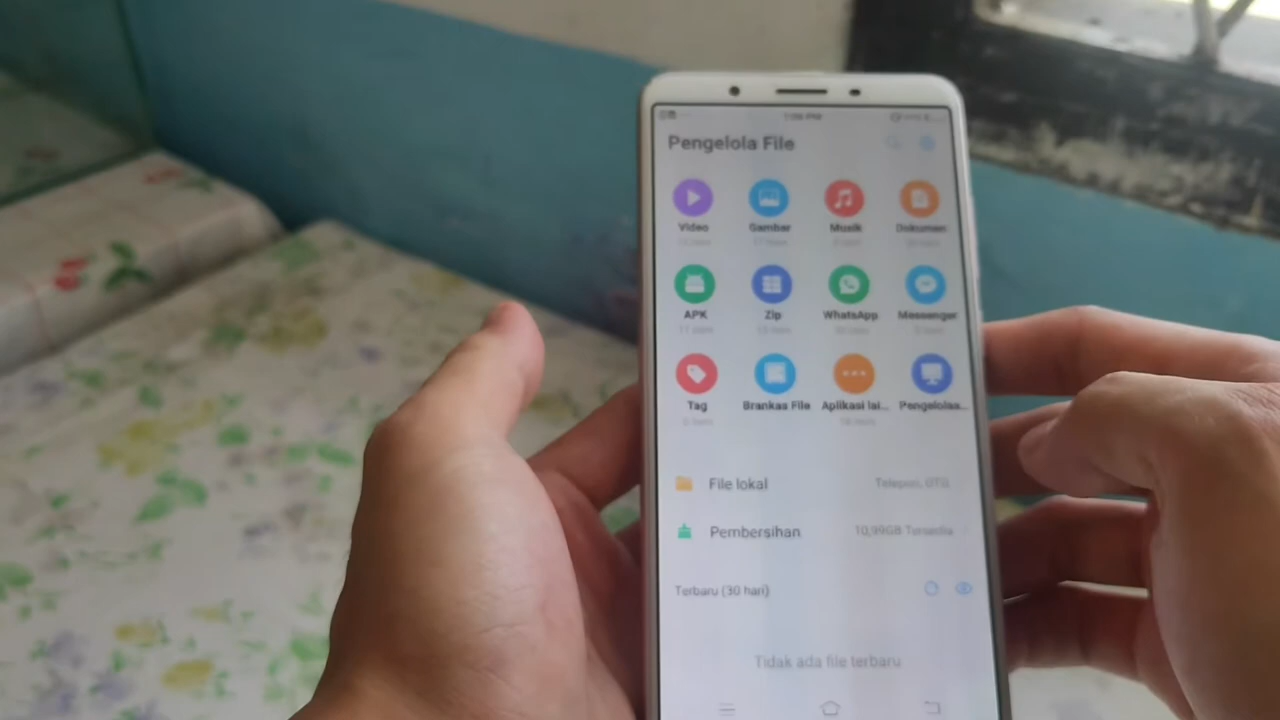 Pengelola File
Video Gambar Musik Dokumen
APK Zip WhatsApp Messenger
Tag Brankas File Aplikasi lai... Pengelolaa...
File lokal Telepon, OTG
Pembersihan 10,99GB Tersedia
Terbaru (30 hari)
Tidak ada file terbaru